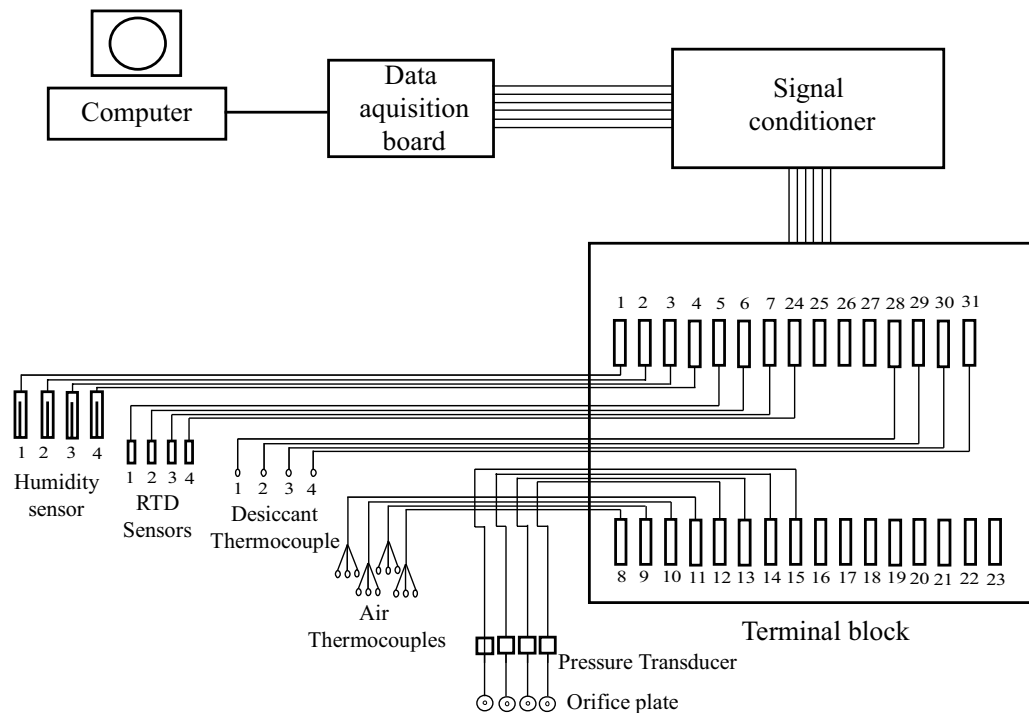 Computer
Data
aquisition
board
Signal
conditioner
1 2 3 4 5 6 7 24 25 26 27 28 29 30 31
1 2 3 4
Humidity
sensor
1 2 3 4
RTD
Sensors
1 2 3 4
Desiccant
Thermocouple
8 9 10 11 12 13 14 15 16 17 18 19 20 21 22 23
Air
Thermocouples
Terminal block
Pressure Transducer
Orifice plate